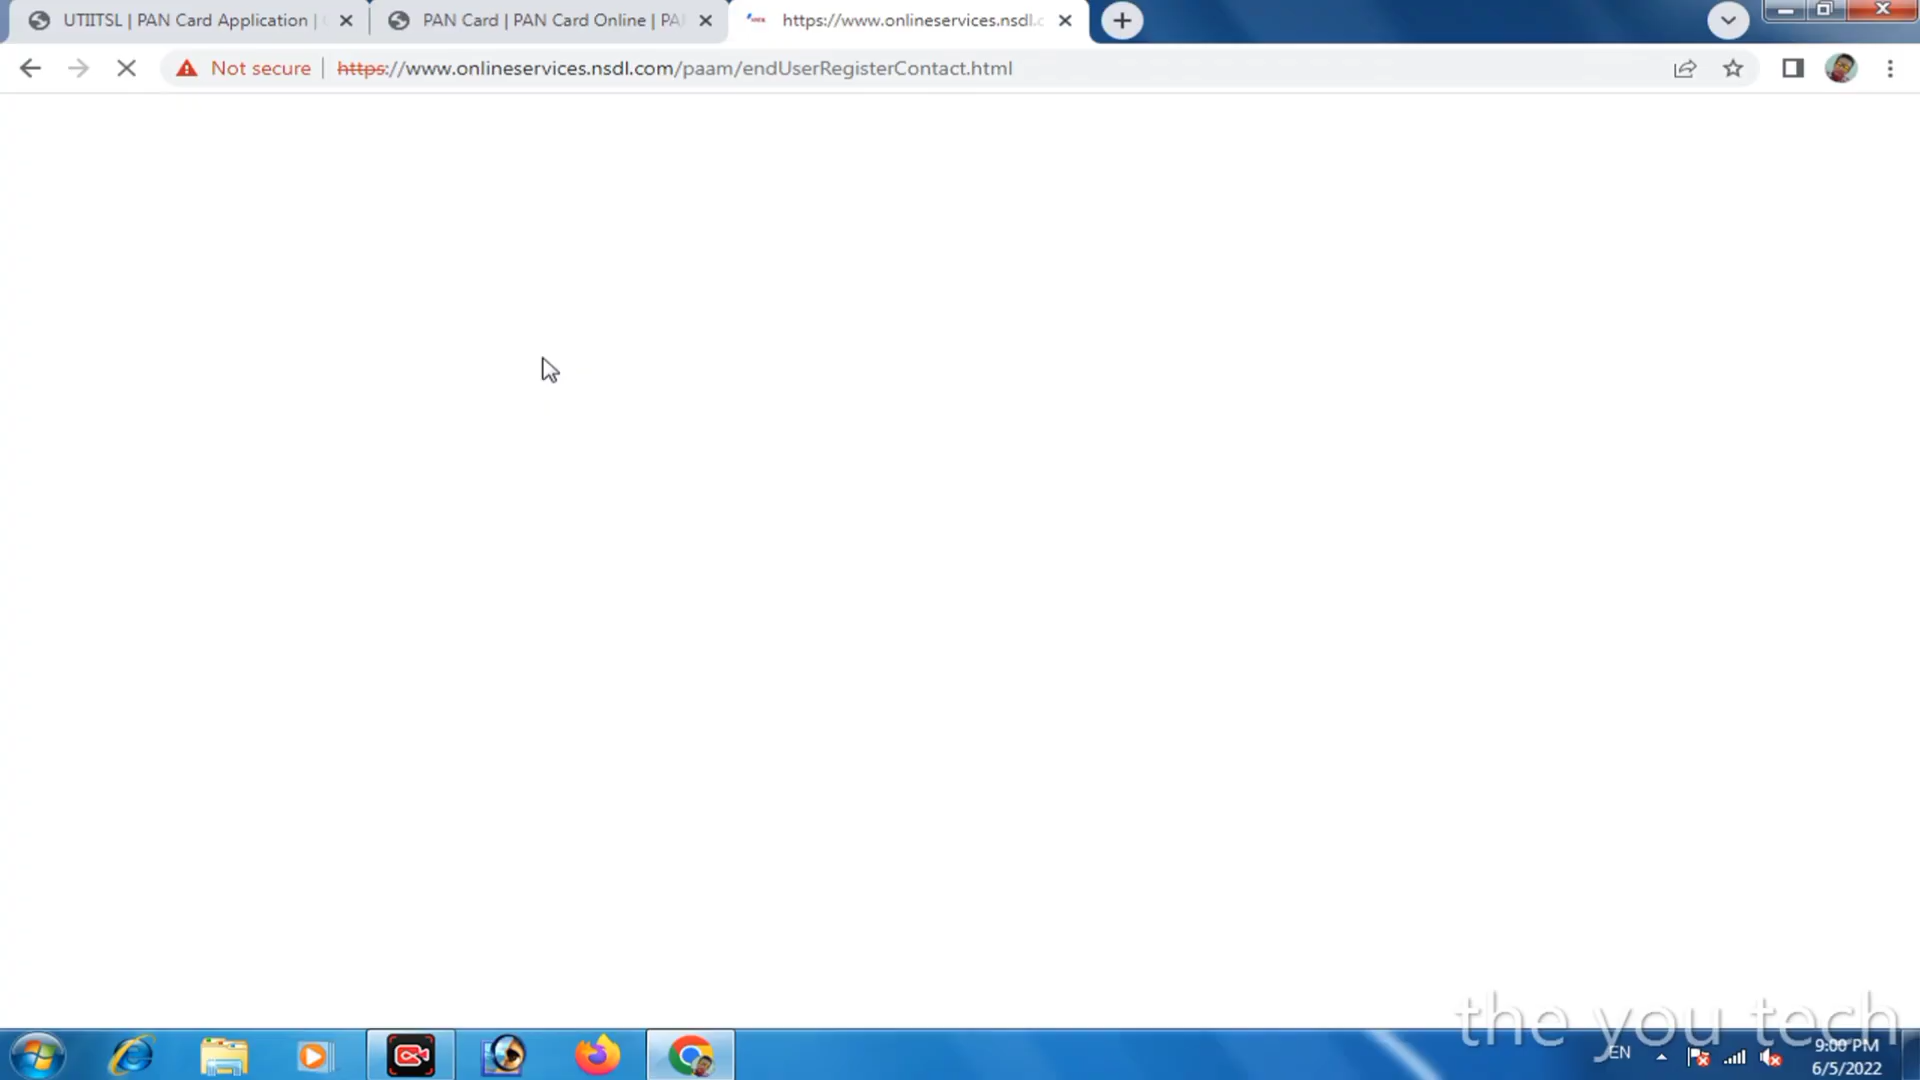 UTIITSL | PAN Card Application |
PAN Card | PAN Card Online | PA
https://www.onlineservices.nsdl.c
Not secure
https://www.onlineservices.nsdl.com/paam/endUserRegisterContact.html
the you tech
EN
9:00 PM
6/5/2022